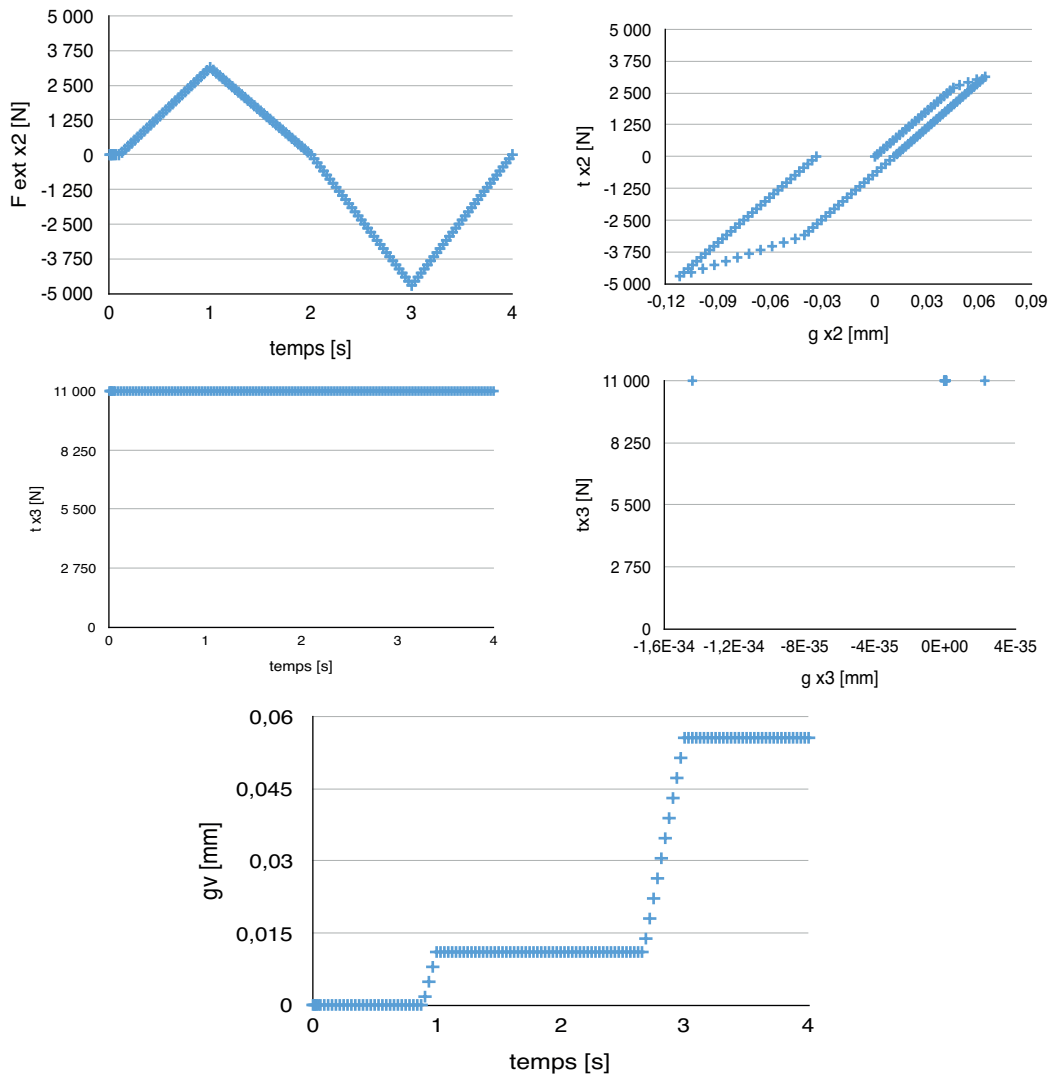 5 000
3 750
2 500
1 250
0
-1 250
-2 500
-3 750
-5 000
F ext x2 [N]
0 1 2 3 4
temps [s]
5 000
3 750
2 500
1 250
0
-1 250
-2 500
-3 750
-5 000
t x2 [N]
-0,12 -0,09 -0,06 -0,03 0 0,03 0,06 0,09
g x2 [mm]
11 000
8 250
5 500
2 750
0
t x3 [N]
0 1 2 3 4
temps [s]
11 000
8 250
5 500
2 750
0
tx3 [N]
-1,6E-34 -1,2E-34 -8E-35 -4E-35 0E+00 4E-35
g x3 [mm]
0,06
0,045
0,03
0,015
0
gv [mm]
0 1 2 3 4
temps [s]